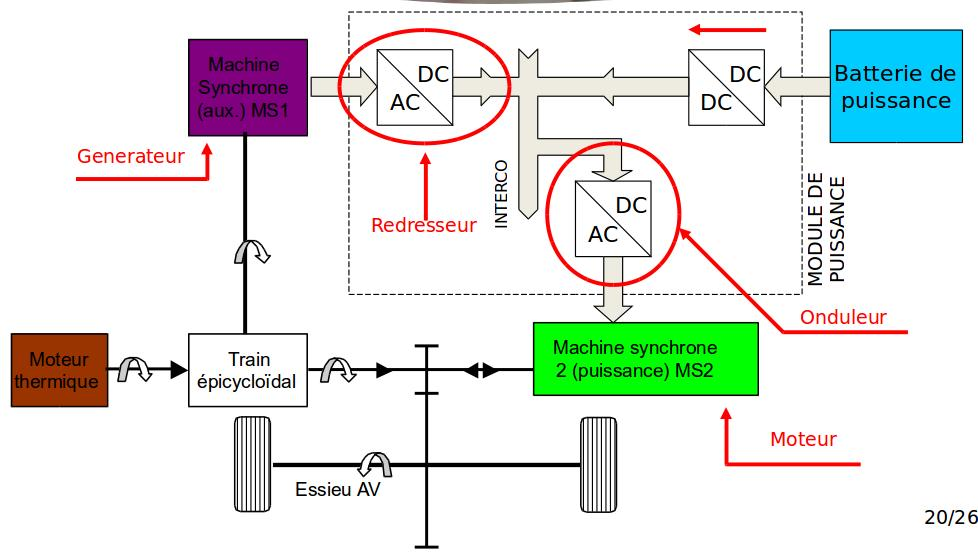 Machine
Synchrone
(aux.) MS1
DC
AC
DC
DC
Batterie de
puissance
Generateur
Redresseur
INTERCO
DC
AC
MODULE DE
PUISSANCE
Onduleur
Moteur
thermique
Train
épicycloïdal
Machine synchrone
2 (puissance) MS2
Moteur
Essieu AV
20/26